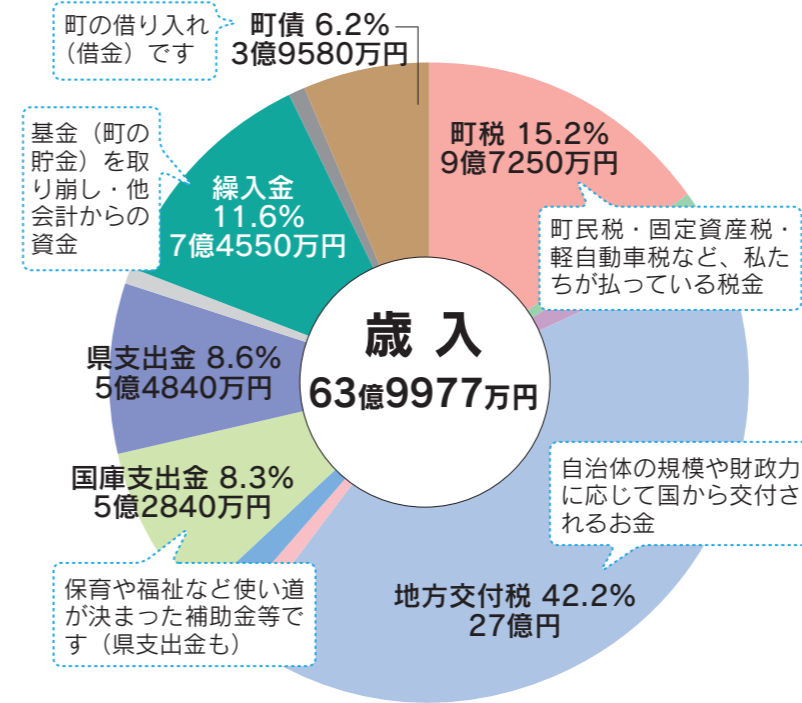 町の借り入れ
（借金）です
町債 6.2%
3億9580万円
基金（町の
貯金）を取
り崩し・他
会計からの
資金
繰入金
11.6%
7億4550万円
町税 15.2%
9億7250万円
町民税・固定資産税・
軽自動車税など、私た
ちが払っている税金
歳 入
63億9977万円
県支出金 8.6%
5億4840万円
国庫支出金 8.3%
5億2840万円
自治体の規模や財政力
に応じて国から交付さ
れるお金
保育や福祉など使い道
が決まった補助金等で
す（県支出金も）
地方交付税 42.2%
27億円